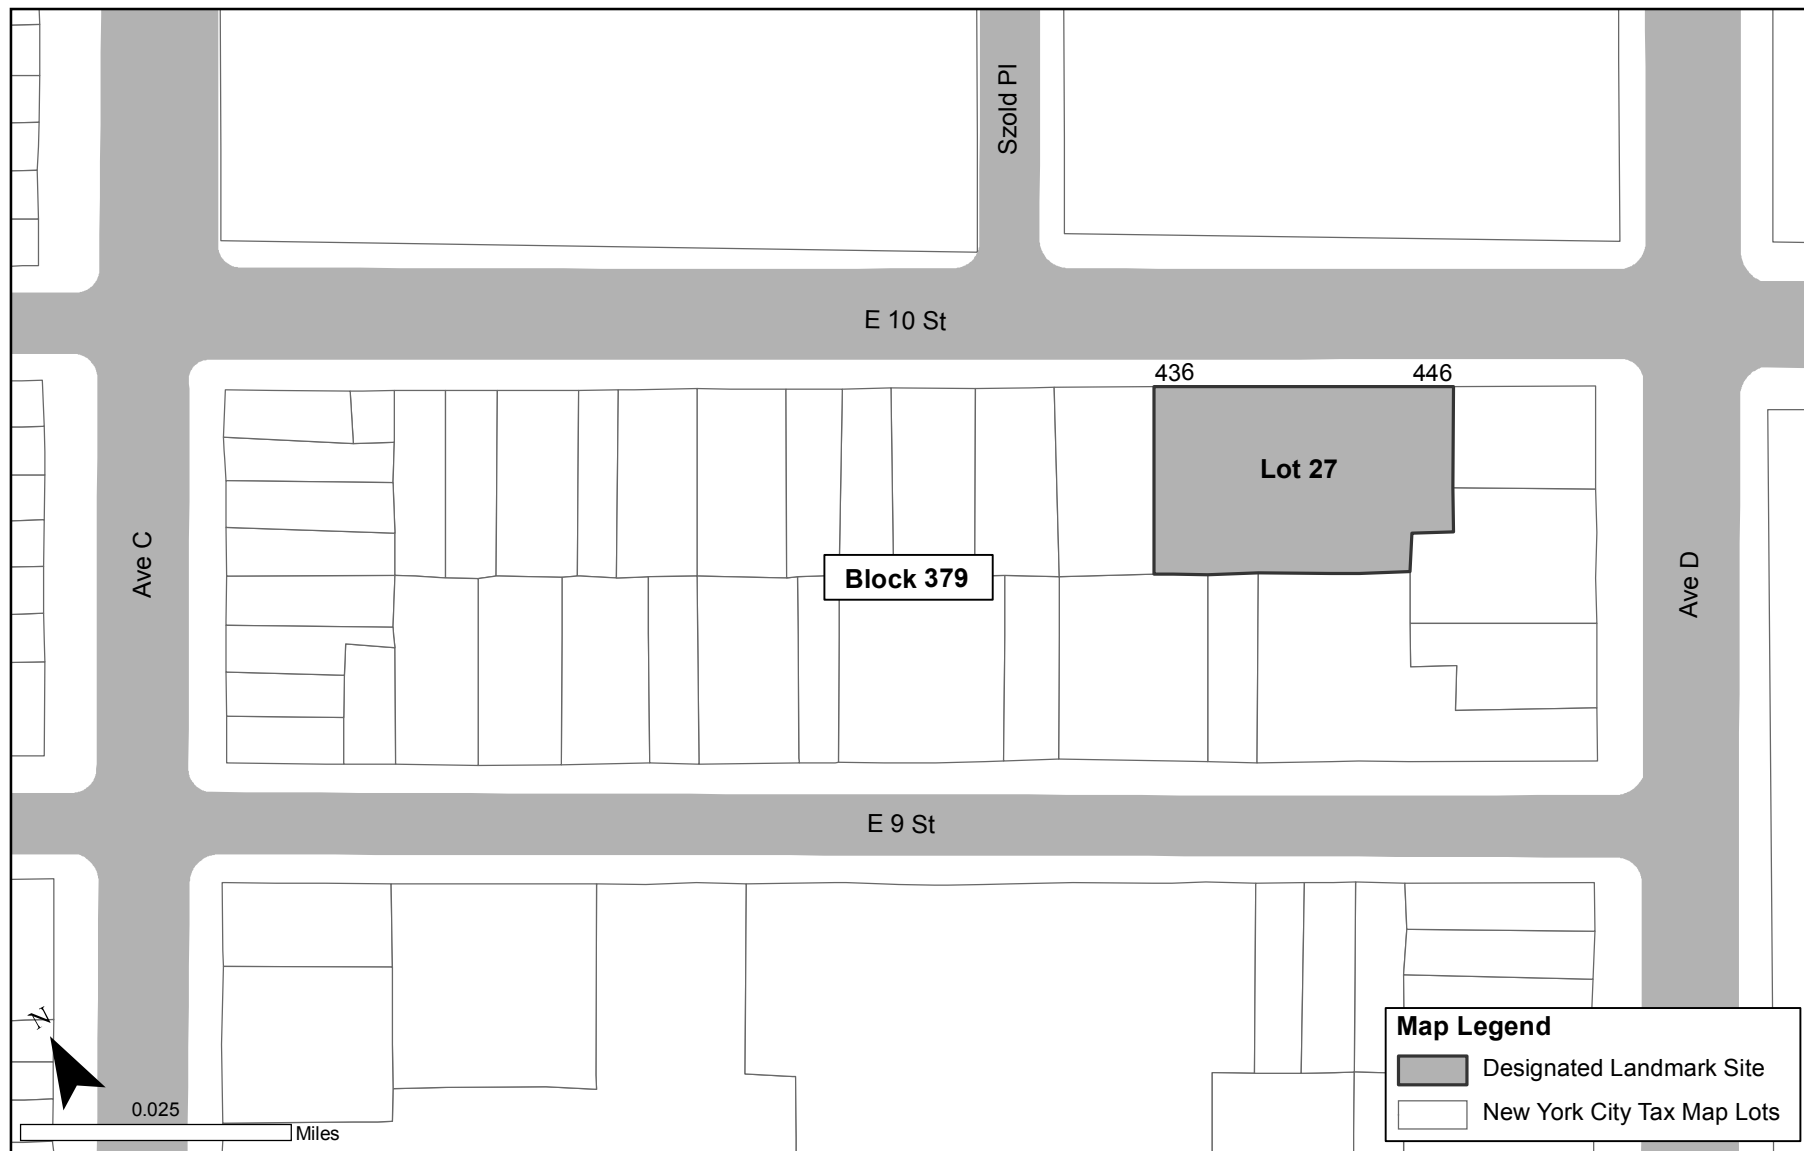 Szold Pl
E 10 St
436
446
Lot 27
Ave C
Block 379
Ave D
E 9 St
N
0.025
Miles
Map Legend
Designated Landmark Site
New York City Tax Map Lots